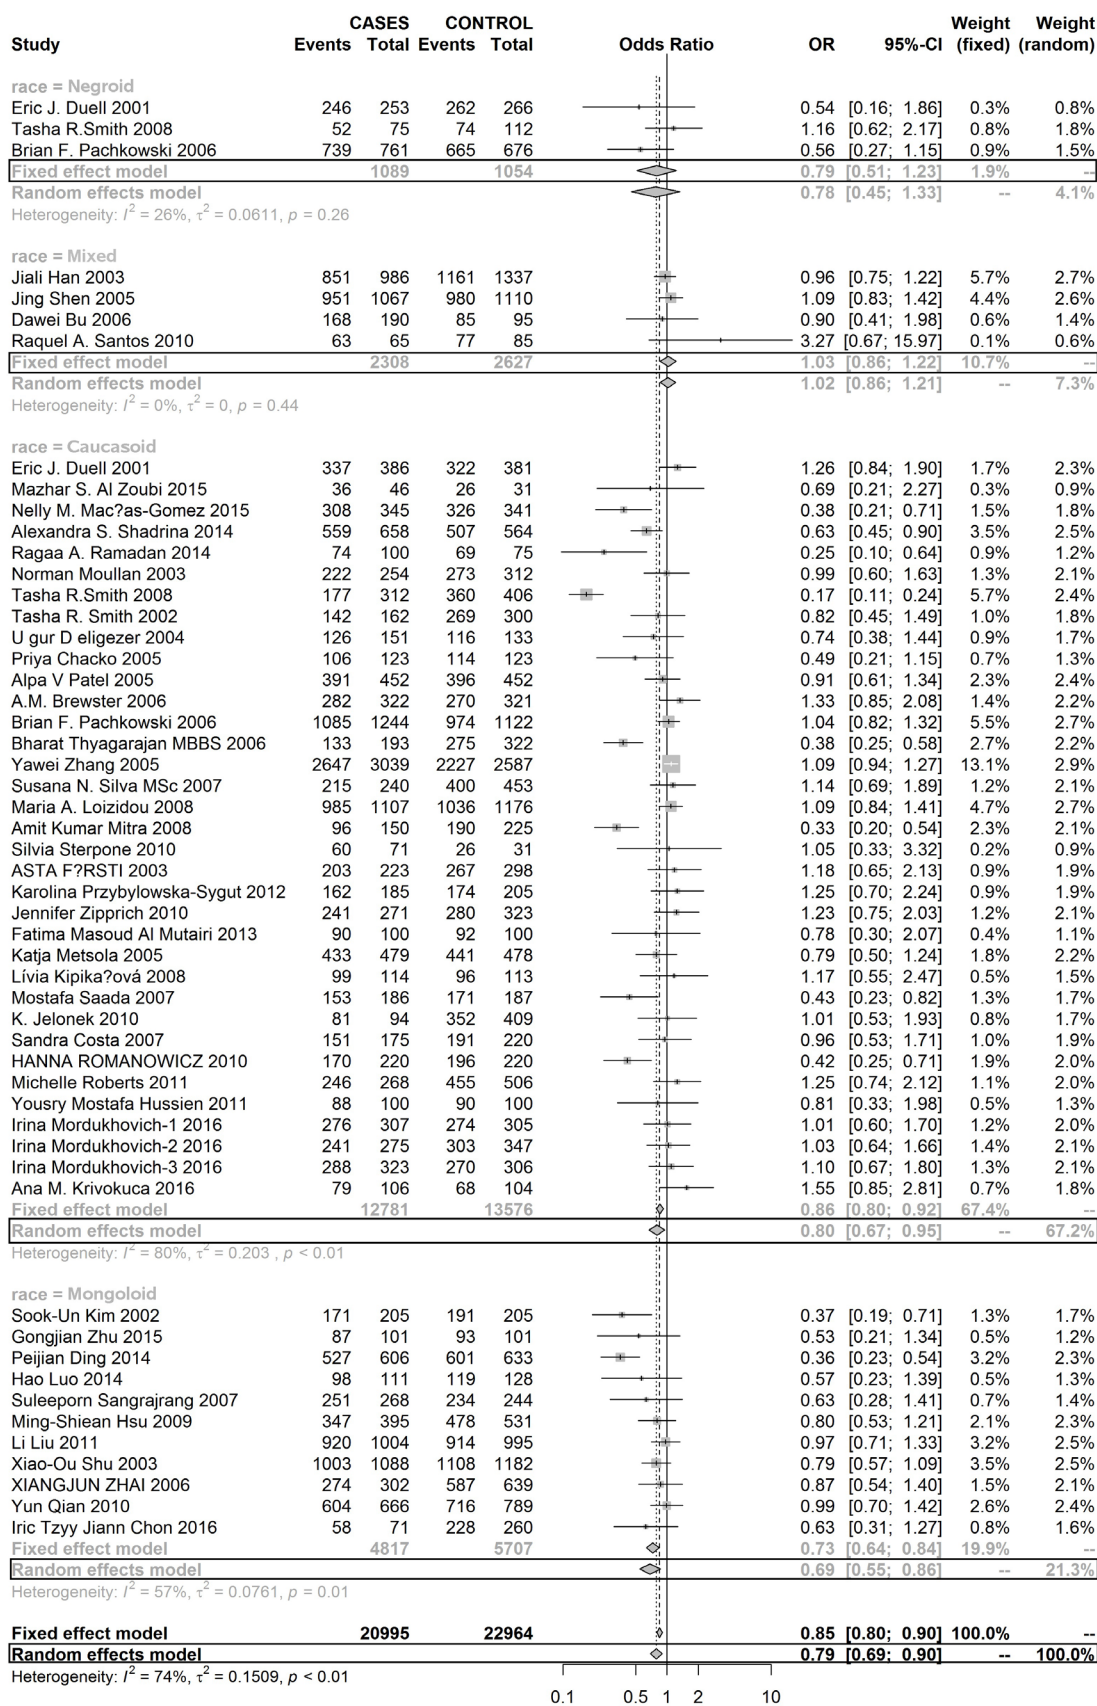 CASES CONTROL Weight Weight
Study Events Total Events Total Odds Ratio OR 95%-CI (fixed) (random)
race = Negroid
Eric J. Duell 2001 246 253 262 266 0.54 [0.16; 1.86] 0.3% 0.8%
Tasha R.Smith 2008 52 75 74 112 1.16 [0.62; 2.17] 0.8% 1.8%
Brian F. Pachkowski 2006 739 761 665 676 0.56 [0.27; 1.15] 0.9% 1.5%
Fixed effect model 1089 1054 0.79 [0.51; 1.23] 1.9% --
Random effects model 0.78 [0.45; 1.33] -- 4.1%
Heterogeneity: I² = 26%, τ² = 0.0611, p = 0.26
race = Mixed
Jiali Han 2003 851 986 1161 1337 0.96 [0.75; 1.22] 5.7% 2.7%
Jing Shen 2005 951 1067 980 1110 1.09 [0.83; 1.42] 4.4% 2.6%
Dawei Bu 2006 168 190 85 95 0.90 [0.41; 1.98] 0.6% 1.4%
Raquel A. Santos 2010 63 65 77 85 3.27 [0.67; 15.97] 0.1% 0.6%
Fixed effect model 2308 2627 1.03 [0.86; 1.22] 10.7% --
Random effects model 1.02 [0.86; 1.21] -- 7.3%
Heterogeneity: I² = 0%, τ² = 0, p = 0.44
race = Caucasoid
Eric J. Duell 2001 337 386 322 381 1.26 [0.84; 1.90] 1.7% 2.3%
Mazhar S. Al Zoubi 2015 36 46 26 31 0.69 [0.21; 2.27] 0.3% 0.9%
Nelly M. Mac?as-Gomez 2015 308 345 326 341 0.38 [0.21; 0.71] 1.5% 1.8%
Alexandra S. Shadrina 2014 559 658 507 564 0.63 [0.45; 0.90] 3.5% 2.5%
Ragaa A. Ramadan 2014 74 100 69 75 0.25 [0.10; 0.64] 0.9% 1.2%
Norman Moullan 2003 222 254 273 312 0.99 [0.60; 1.63] 1.3% 2.1%
Tasha R.Smith 2008 177 312 360 406 0.17 [0.11; 0.24] 5.7% 2.4%
Tasha R. Smith 2002 142 162 269 300 0.82 [0.45; 1.49] 1.0% 1.8%
U gur D eligezer 2004 126 151 116 133 0.74 [0.38; 1.44] 0.9% 1.7%
Priya Chacko 2005 106 123 114 123 0.49 [0.21; 1.15] 0.7% 1.3%
Alpa V Patel 2005 391 452 396 452 0.91 [0.61; 1.34] 2.3% 2.4%
A.M. Brewster 2006 282 322 270 321 1.33 [0.85; 2.08] 1.4% 2.2%
Brian F. Pachkowski 2006 1085 1244 974 1122 1.04 [0.82; 1.32] 5.5% 2.7%
Bharat Thyagarajan MBBS 2006 133 193 275 322 0.38 [0.25; 0.58] 2.7% 2.2%
Yawei Zhang 2005 2647 3039 2227 2587 1.09 [0.94; 1.27] 13.1% 2.9%
Susana N. Silva MSc 2007 215 240 400 453 1.14 [0.69; 1.89] 1.2% 2.1%
Maria A. Loizidou 2008 985 1107 1036 1176 1.09 [0.84; 1.41] 4.7% 2.7%
Amit Kumar Mitra 2008 96 150 190 225 0.33 [0.20; 0.54] 2.3% 2.1%
Silvia Sterpone 2010 60 71 26 31 1.05 [0.33; 3.32] 0.2% 0.9%
ASTA F?RSTI 2003 203 223 267 298 1.18 [0.65; 2.13] 0.9% 1.9%
Karolina Przybylowska-Sygut 2012 162 185 174 205 1.25 [0.70; 2.24] 0.9% 1.9%
Jennifer Zipprich 2010 241 271 280 323 1.23 [0.75; 2.03] 1.2% 2.1%
Fatima Masoud Al Mutairi 2013 90 100 92 100 0.78 [0.30; 2.07] 0.4% 1.1%
Katja Metsola 2005 433 479 441 478 0.79 [0.50; 1.24] 1.8% 2.2%
Lívia Kipika?ová 2008 99 114 96 113 1.17 [0.55; 2.47] 0.5% 1.5%
Mostafa Saada 2007 153 186 171 187 0.43 [0.23; 0.82] 1.3% 1.7%
K. Jelonek 2010 81 94 352 409 1.01 [0.53; 1.93] 0.8% 1.7%
Sandra Costa 2007 151 175 191 220 0.96 [0.53; 1.71] 1.0% 1.9%
HANNA ROMANOWICZ 2010 170 220 196 220 0.42 [0.25; 0.71] 1.9% 2.0%
Michelle Roberts 2011 246 268 455 506 1.25 [0.74; 2.12] 1.1% 2.0%
Yousry Mostafa Hussien 2011 88 100 90 100 0.81 [0.33; 1.98] 0.5% 1.3%
Irina Mordukhovich-1 2016 276 307 274 305 1.01 [0.60; 1.70] 1.2% 2.0%
Irina Mordukhovich-2 2016 241 275 303 347 1.03 [0.64; 1.66] 1.4% 2.1%
Irina Mordukhovich-3 2016 288 323 270 306 1.10 [0.67; 1.80] 1.3% 2.1%
Ana M. Krivokuca 2016 79 106 68 104 1.55 [0.85; 2.81] 0.7% 1.8%
Fixed effect model 12781 13576 0.86 [0.80; 0.92] 67.4% --
Random effects model 0.80 [0.67; 0.95] -- 67.2%
Heterogeneity: I² = 80%, τ² = 0.203 , p < 0.01
race = Mongoloid
Sook-Un Kim 2002 171 205 191 205 0.37 [0.19; 0.71] 1.3% 1.7%
Gongjian Zhu 2015 87 101 93 101 0.53 [0.21; 1.34] 0.5% 1.2%
Peijian Ding 2014 527 606 601 633 0.36 [0.23; 0.54] 3.2% 2.3%
Hao Luo 2014 98 111 119 128 0.57 [0.23; 1.39] 0.5% 1.3%
Suleeporn Sangrajrang 2007 251 268 234 244 0.63 [0.28; 1.41] 0.7% 1.4%
Ming-Shiean Hsu 2009 347 395 478 531 0.80 [0.53; 1.21] 2.1% 2.3%
Li Liu 2011 920 1004 914 995 0.97 [0.71; 1.33] 3.2% 2.5%
Xiao-Ou Shu 2003 1003 1088 1108 1182 0.79 [0.57; 1.09] 3.5% 2.5%
XIANGJUN ZHAI 2006 274 302 587 639 0.87 [0.54; 1.40] 1.5% 2.1%
Yun Qian 2010 604 666 716 789 0.99 [0.70; 1.42] 2.6% 2.4%
Iric Tzyy Jiann Chon 2016 58 71 228 260 0.63 [0.31; 1.27] 0.8% 1.6%
Fixed effect model 4817 5707 0.73 [0.64; 0.84] 19.9% --
Random effects model 0.69 [0.55; 0.86] -- 21.3%
Heterogeneity: I² = 57%, τ² = 0.0761, p = 0.01
Fixed effect model 20995 22964 0.85 [0.80; 0.90] 100.0% --
Random effects model 0.79 [0.69; 0.90] -- 100.0%
Heterogeneity: I² = 74%, τ² = 0.1509, p < 0.01
0.1 0.5 1 2 10